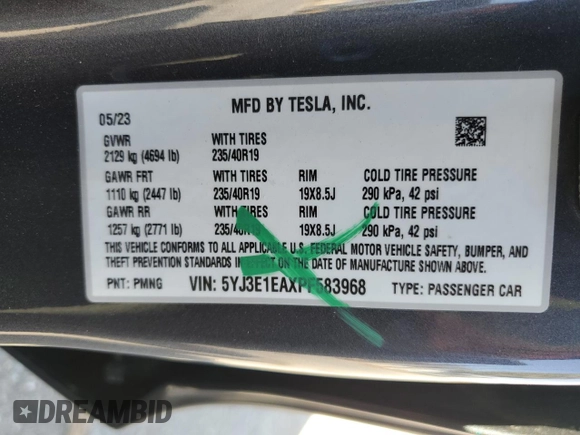 MFD BY TESLA, INC.
05/23
GVWR WITH TIRES
2129 kg (4694 lb) 235/40R19
GAWR FRT WITH TIRES RIM COLD TIRE PRESSURE
1110 kg (2447 lb) 235/40R19 19X8.5J 290 kPa, 42 psi
GAWR RR WITH TIRES RIM COLD TIRE PRESSURE
1257 kg (2771 lb) 235/40R19 19X8.5J 290 kPa, 42 psi
THIS VEHICLE CONFORMS TO ALL APPLICABLE U.S. FEDERAL MOTOR VEHICLE SAFETY, BUMPER, AND
THEFT PREVENTION STANDARDS IN EFFECT ON THE DATE OF MANUFACTURE SHOWN ABOVE.
PNT: PMNG VIN: 5YJ3E1EAXPF583968 TYPE: PASSENGER CAR
DREAMBID